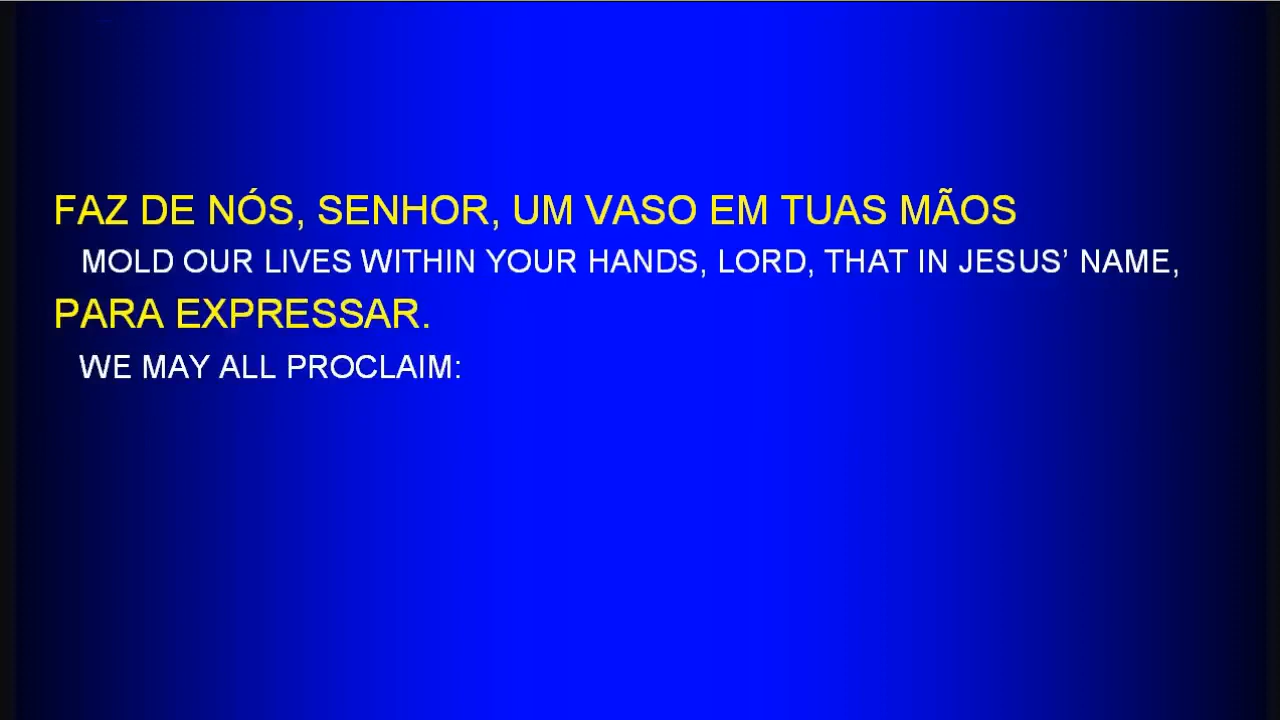 FAZ DE NÓS, SENHOR, UM VASO EM TUAS MÃOS
MOLD OUR LIVES WITHIN YOUR HANDS, LORD, THAT IN JESUS’ NAME,
PARA EXPRESSAR.
WE MAY ALL PROCLAIM: